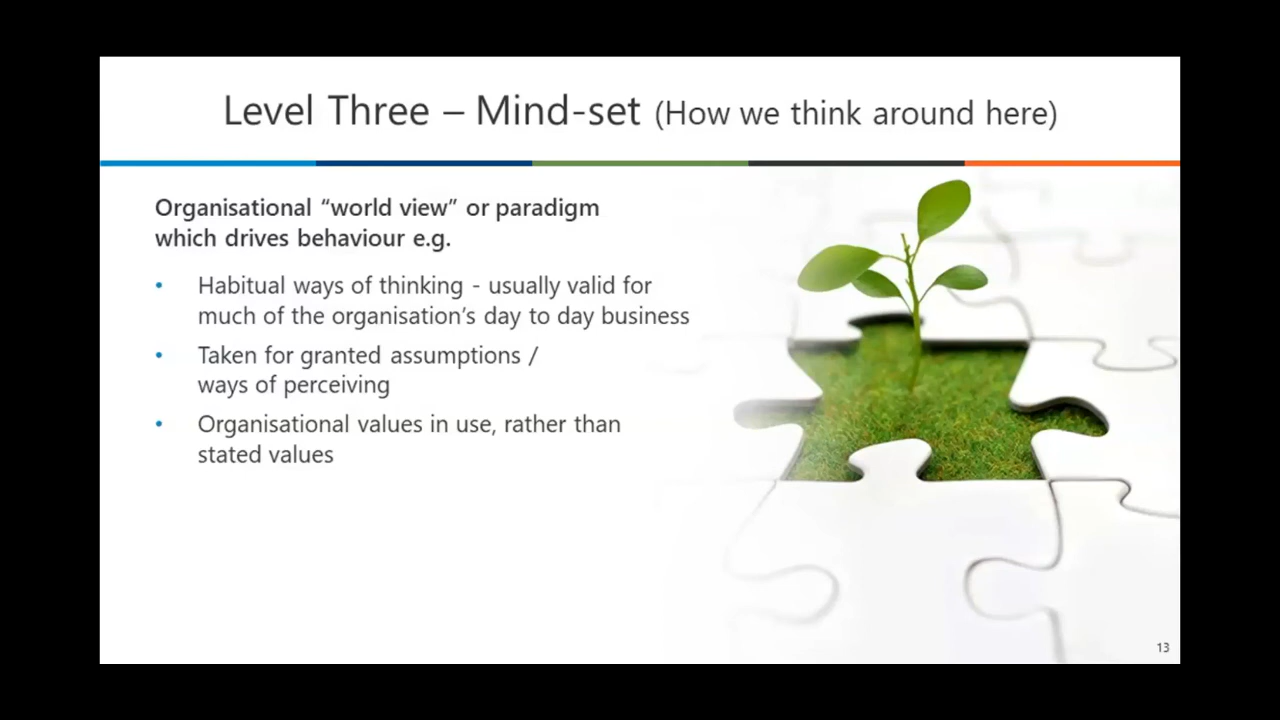 Level Three – Mind-set (How we think around here)
Organisational “world view” or paradigm
which drives behaviour e.g.
• Habitual ways of thinking - usually valid for
much of the organisation’s day to day business
• Taken for granted assumptions /
ways of perceiving
• Organisational values in use, rather than
stated values
13